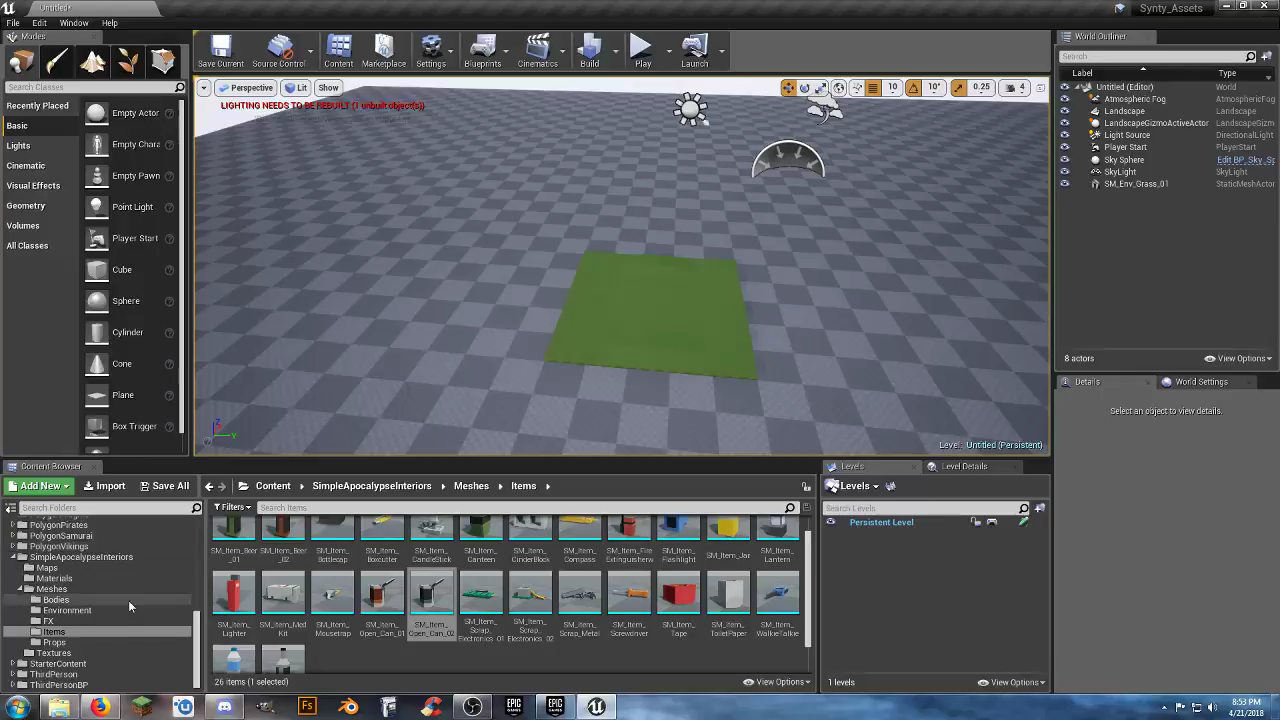 Untitled*
Synty_Assets
File Edit Window Help
Modes
Search Classes
Recently Placed
Basic
Lights
Cinematic
Visual Effects
Geometry
Volumes
All Classes
Empty Actor
Empty Chara
Empty Pawn
Point Light
Player Start
Cube
Sphere
Cylinder
Cone
Plane
Box Trigger
Save Current
Source Control
Content
Marketplace
Settings
Blueprints
Cinematics
Build
Play
Launch
Perspective Lit Show
10 10° 0.25 4
LIGHTING NEEDS TO BE REBUILT (1 unbuilt object(s))
Z
Y
Level: Untitled (Persistent)
World Outliner
Search
Label Type
Untitled (Editor) World
Atmospheric Fog AtmosphericFog
Landscape Landscape
LandscapeGizmoActiveActor LandscapeGizmo
Light Source DirectionalLight
Player Start PlayerStart
Sky Sphere Edit BP_Sky_Sp
SkyLight SkyLight
SM_Env_Grass_01 StaticMeshActor
8 actors
View Options
Details World Settings
Select an object to view details.
Content Browser
Add New Import Save All
Content SimpleApocalypseInteriors Meshes Items
Search Folders
Filters Search Items
PolygonPirates
PolygonSamurai
PolygonVikings
SimpleApocalypseInteriors
Maps
Materials
Meshes
Bodies
Environment
FX
Items
Props
Textures
StarterContent
ThirdPerson
ThirdPersonBP
SM_Item_Beer_01
SM_Item_Beer_02
SM_Item_Bottlecap
SM_Item_Boxcutter
SM_Item_CandleStick
SM_Item_Canteen
SM_Item_CinderBlock
SM_Item_Compass
SM_Item_Fire
SM_Item_Flashlight
SM_Item_Jar
SM_Item_Lantern
SM_Item_Lighter
SM_Item_Med Kit
SM_Item_Mousetrap
SM_Item_Open_Can_01
SM_Item_Open_Can_02
SM_Item_Scrap_Electronics_01
SM_Item_Scrap_Electronics_02
SM_Item_Scrap_Metal
SM_Item_Screwdriver
SM_Item_Tape
SM_Item_ToiletPaper
SM_Item_WalkieTalkie
26 items (1 selected)
View Options
Levels Level Details
Levels
Search Levels
Persistent Level
1 levels
View Options
Fs
EPIC GAMES
EPIC GAMES
8:53 PM
4/21/2018